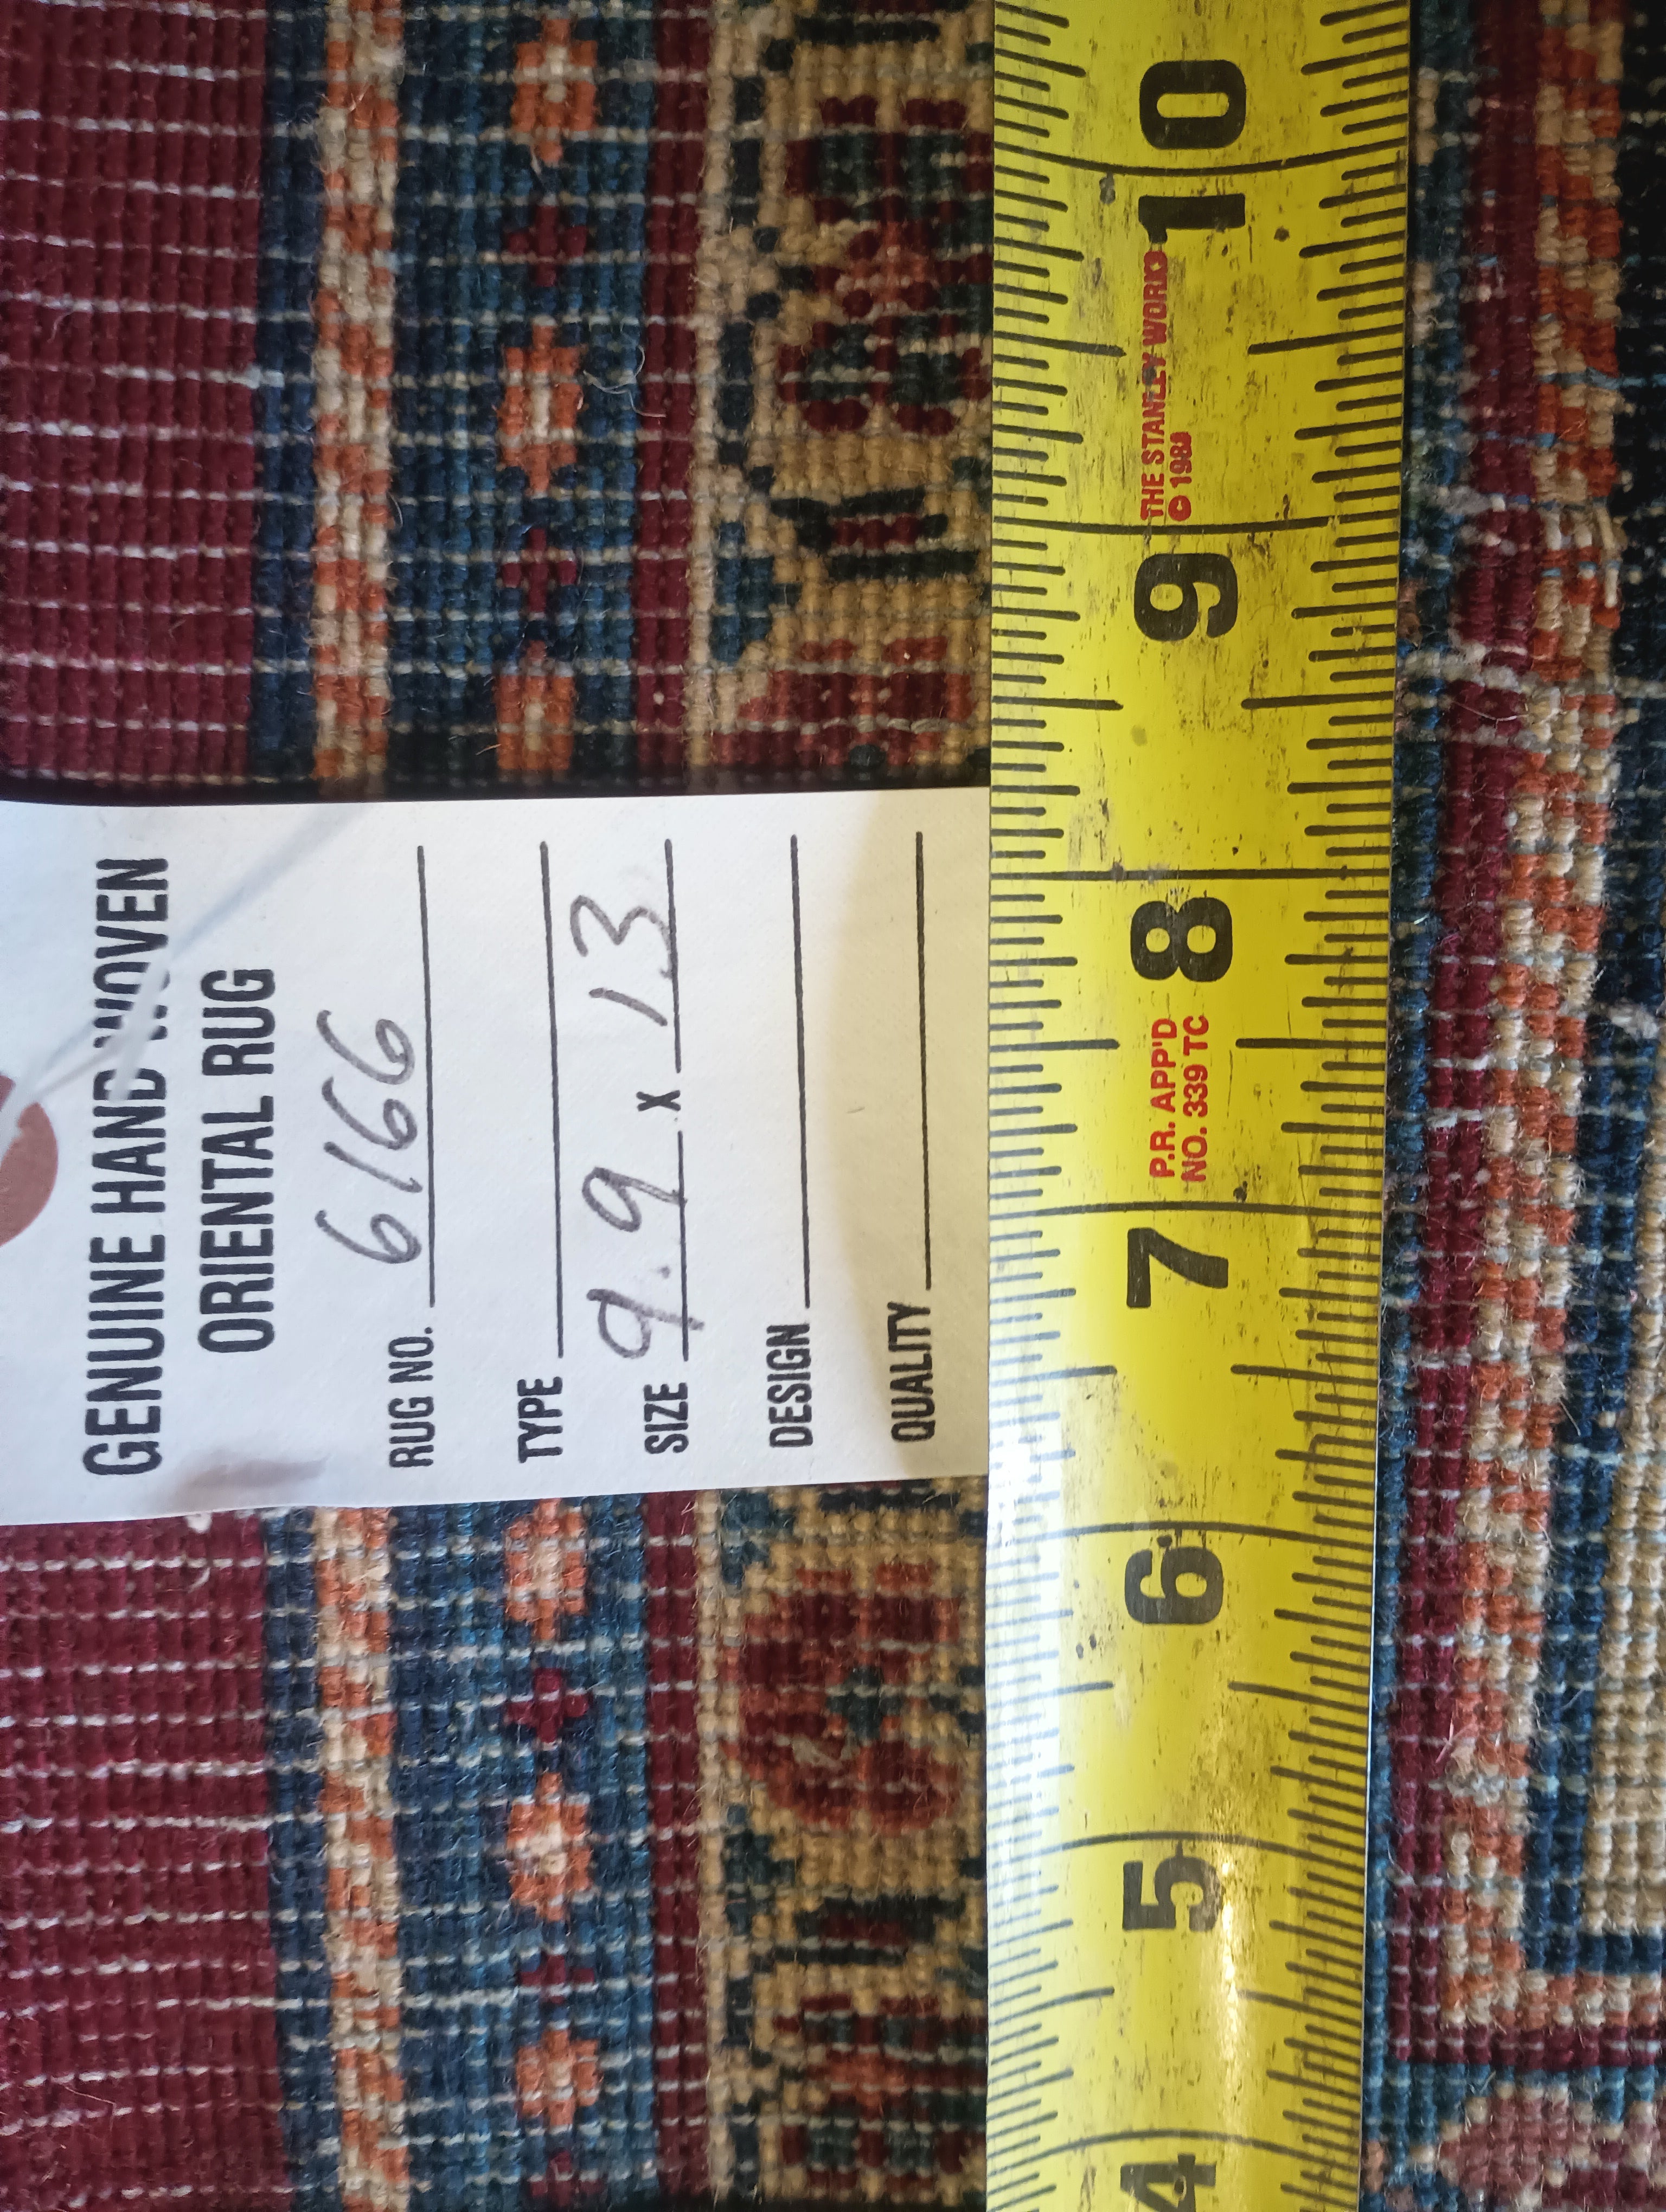 GENUINE HAND WOVEN
ORIENTAL RUG
RUG NO. 6166
TYPE
SIZE 9.9 x 13
DESIGN
QUALITY
4
5
6
7
P.R. APP'D
NO. 339 TC
8
9
THE STANLEY WORKS
© 1988
10